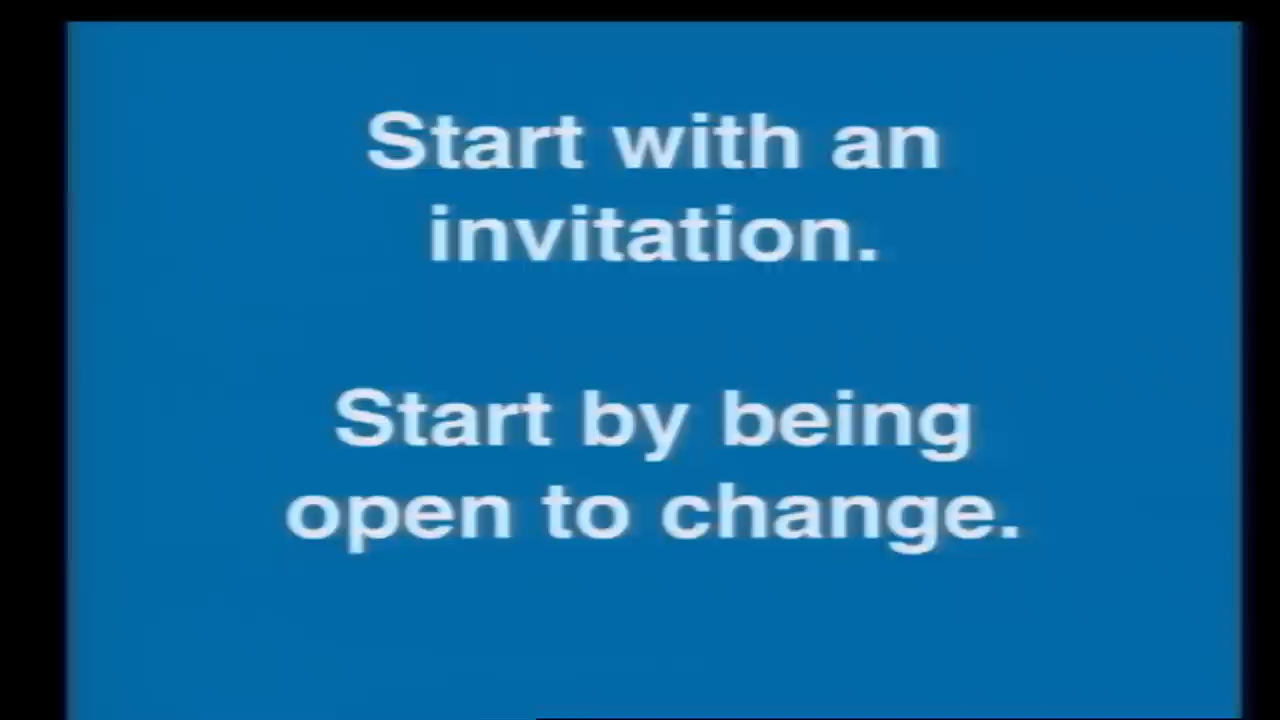 Start with an
invitation.
Start by being
open to change.